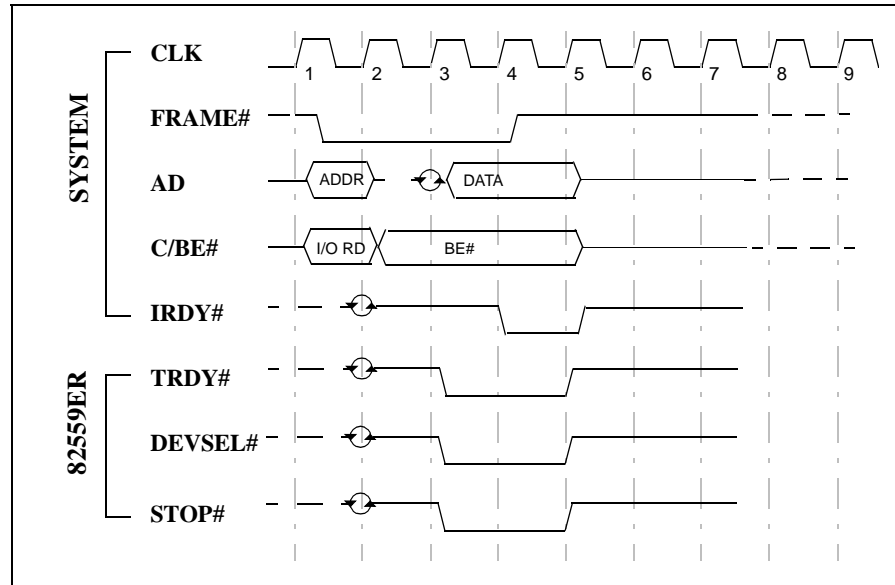 SYSTEM
CLK
1 2 3 4 5 6 7 8 9
FRAME#
AD
ADDR
DATA
C/BE#
I/O RD
BE#
IRDY#
82559ER
TRDY#
DEVSEL#
STOP#